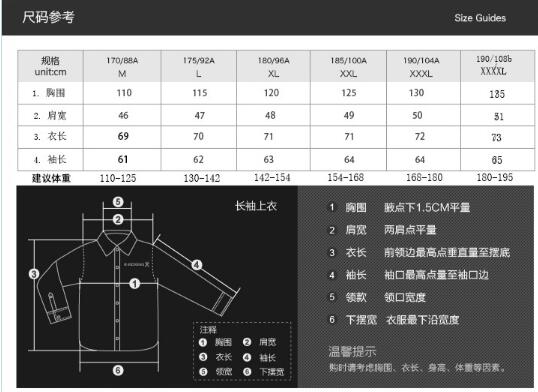 尺码参考 Size Guides
规格 unit:cm 170/88A M 175/92A L 180/96A XL 185/100A XXL 190/104A XXXL 190/108b XXXXL
1. 胸围 110 115 120 125 130 135
2. 肩宽 46 47 48 49 50 51
3. 衣长 69 70 71 71 72 73
4. 袖长 61 62 63 64 64 65
建议体重 110-125 130-142 142-154 154-168 168-180 180-195
长袖上衣
5
2
3
4
1
6
注释
1 胸围 2 肩宽
3 衣长 4 袖长
5 领宽 6 下摆宽
1 胸围 腋点下1.5CM平量
2 肩宽 两肩点平量
3 衣长 前领边最高点垂直量至摆底
4 袖长 袖口最高点量至袖口边
5 领款 领口宽度
6 下摆宽 衣服最下沿宽度
温馨提示
购时请考虑胸围、衣长、身高、体重等因素。